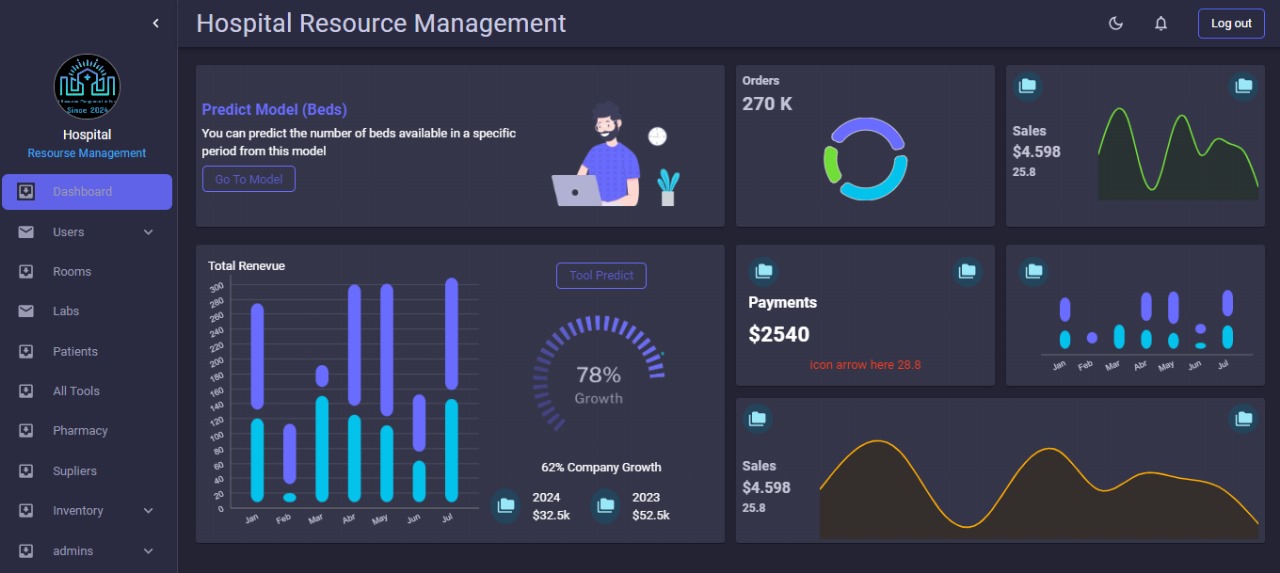 Hospital Resource Management
Log out
Since 2024
Hospital
Resourse Management
Dashboard
Users
Rooms
Labs
Patients
All Tools
Pharmacy
Supliers
Inventory
admins
Predict Model (Beds)
You can predict the number of beds available in a specific
period from this model
Go To Model
Orders
270 K
Sales
$4.598
25.8
Total Renevue
300
280
260
240
220
200
180
160
140
120
100
80
60
40
20
0
Jan
Feb
Mar
Abr
May
Jun
Jul
Tool Predict
78%
Growth
62% Company Growth
2024
$32.5k
2023
$52.5k
Payments
$2540
icon arrow here 28.8
Jan
Feb
Mar
Abr
May
Jun
Jul
Sales
$4.598
25.8